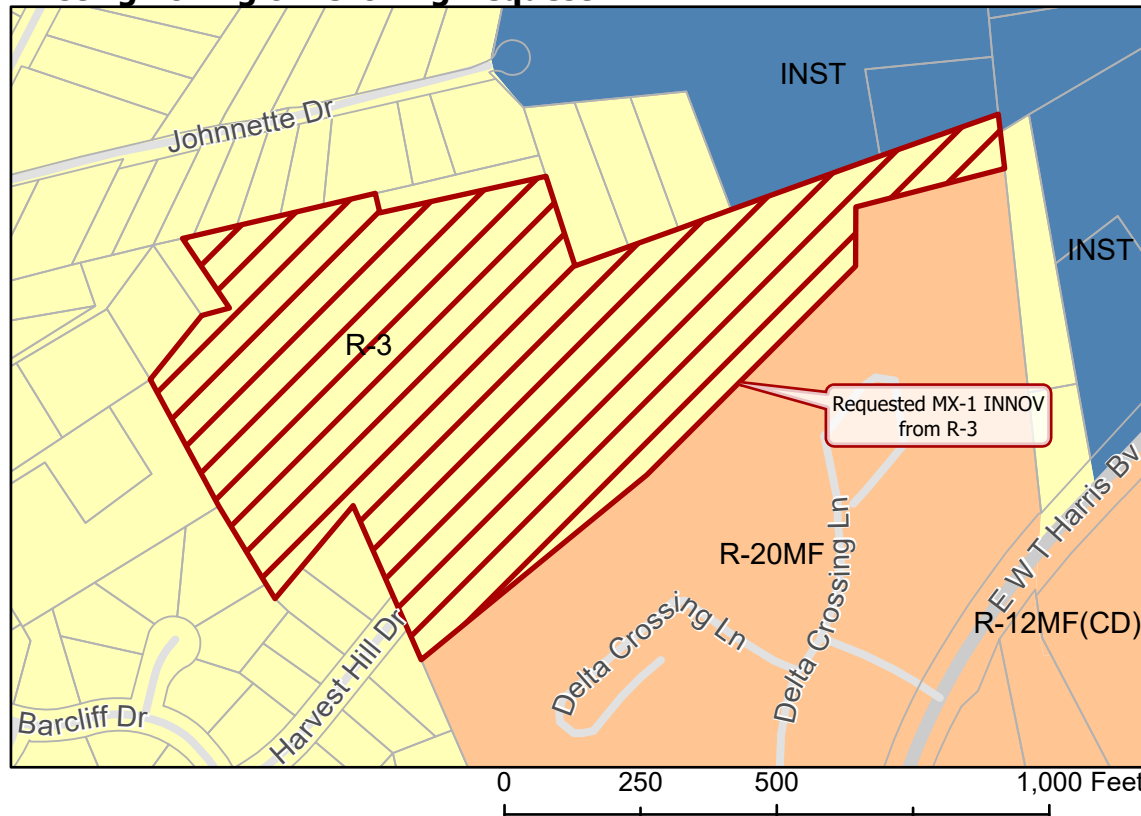 INST
Johnnette Dr
INST
R-3
Requested MX-1 INNOV
from R-3
R-20MF
Delta Crossing Ln
E W T Harris Bv
R-12MF(CD)
Delta Crossing Ln
Harvest Hill Dr
Barcliff Dr
0 250 500 1,000 Feet